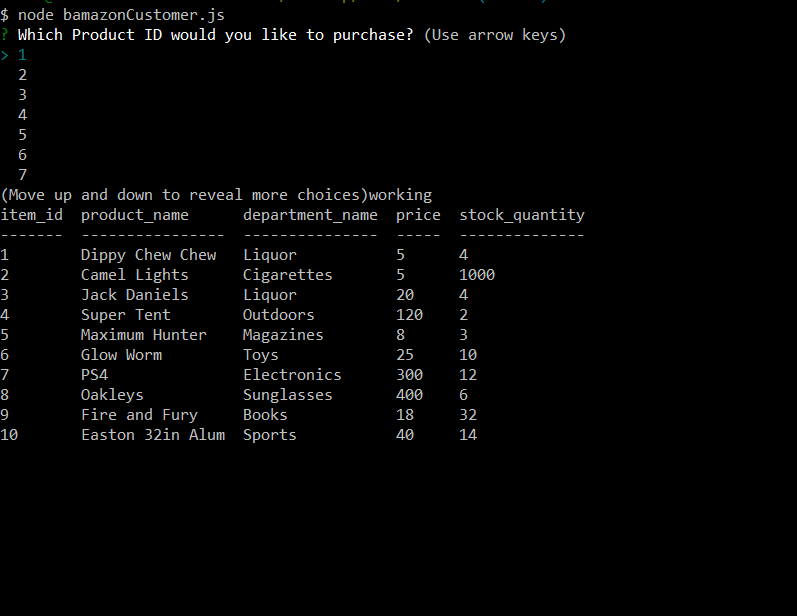 $ node bamazonCustomer.js
? Which Product ID would you like to purchase? (Use arrow keys)
> 1
  2
  3
  4
  5
  6
  7
(Move up and down to reveal more choices)working
item_id  product_name      department_name  price  stock_quantity
-------  ----------------  ---------------  -----  --------------
1        Dippy Chew Chew   Liquor           5      4
2        Camel Lights      Cigarettes       5      1000
3        Jack Daniels      Liquor           20     4
4        Super Tent        Outdoors         120    2
5        Maximum Hunter    Magazines        8      3
6        Glow Worm         Toys             25     10
7        PS4               Electronics      300    12
8        Oakleys           Sunglasses       400    6
9        Fire and Fury     Books            18     32
10       Easton 32in Alum  Sports           40     14